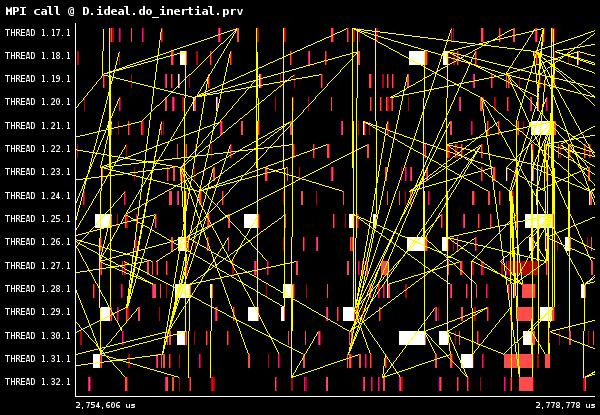 MPI call @ D.ideal.do_inertial.prv
THREAD 1.17.1
THREAD 1.18.1
THREAD 1.19.1
THREAD 1.20.1
THREAD 1.21.1
THREAD 1.22.1
THREAD 1.23.1
THREAD 1.24.1
THREAD 1.25.1
THREAD 1.26.1
THREAD 1.27.1
THREAD 1.28.1
THREAD 1.29.1
THREAD 1.30.1
THREAD 1.31.1
THREAD 1.32.1
2,754,606 us 2,778,778 us